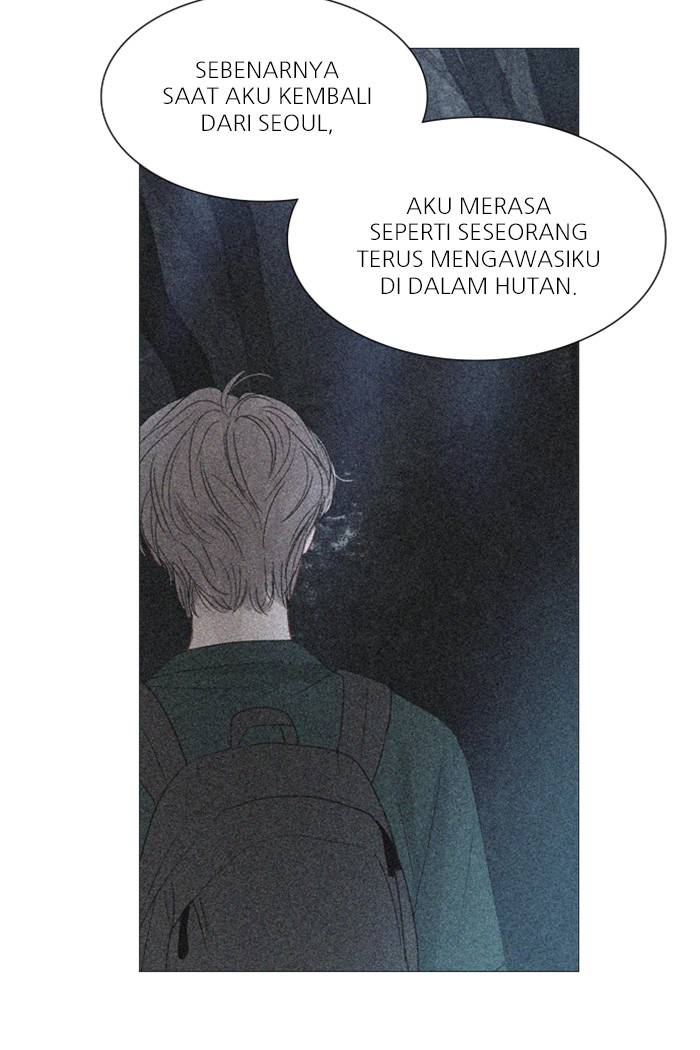 SEBENARNYA
SAAT AKU KEMBALI
DARI SEOUL,
AKU MERASA
SEPERTI SESEORANG
TERUS MENGAWASIKU
DI DALAM HUTAN.